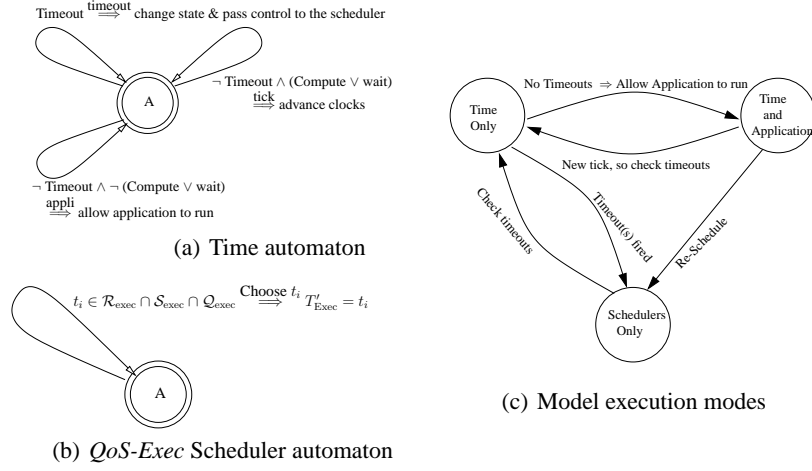 Timeout timeout⟹ change state & pass control to the scheduler
A
¬ Timeout ∧ (Compute ∨ wait)
tick
⟹ advance clocks
¬ Timeout ∧ ¬ (Compute ∨ wait)
appli
⟹ allow application to run
(a) Time automaton
t_i ∈ R_exec ∩ S_exec ∩ Q_exec Choose t_i⟹ T′_Exec = t_i
A
(b) QoS-Exec Scheduler automaton
No Timeouts ⇒ Allow Application to run
Time
Only
Time
and
Application
New tick, so check timeouts
Check timeouts
Timeout(s) fired
Re-Schedule
Schedulers
Only
(c) Model execution modes